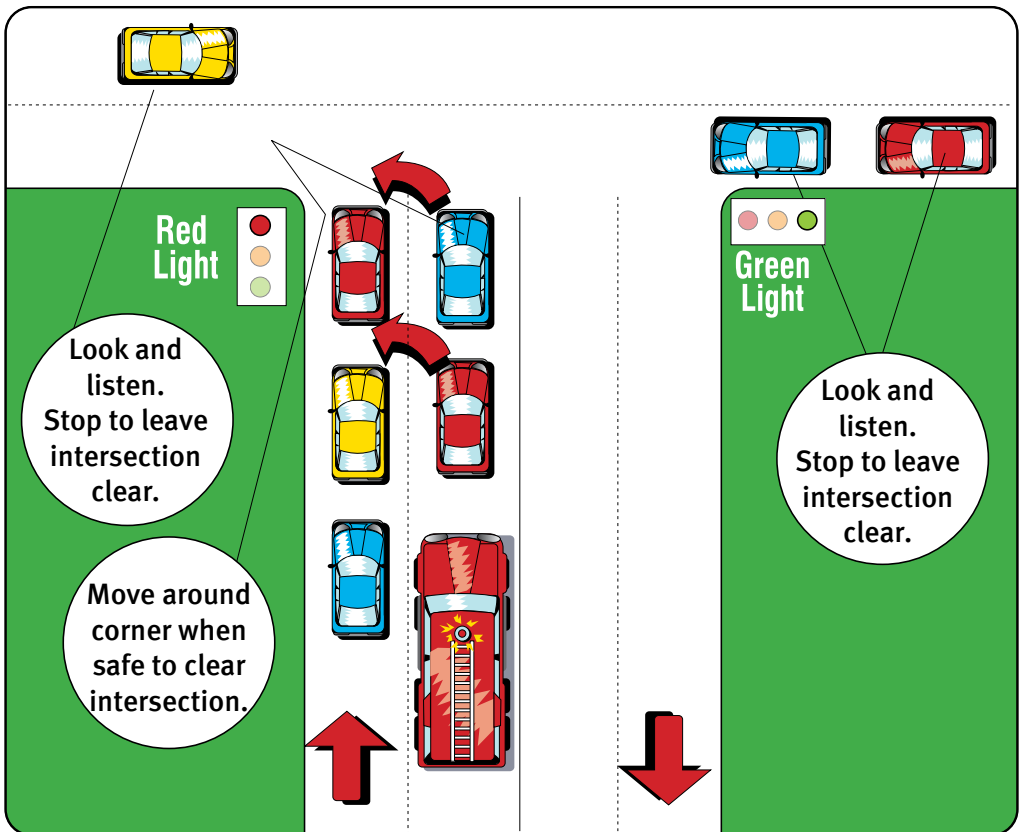 Red
Light
Green
Light
Look and
listen.
Stop to leave
intersection
clear.
Look and
listen.
Stop to leave
intersection
clear.
Move around
corner when
safe to clear
intersection.